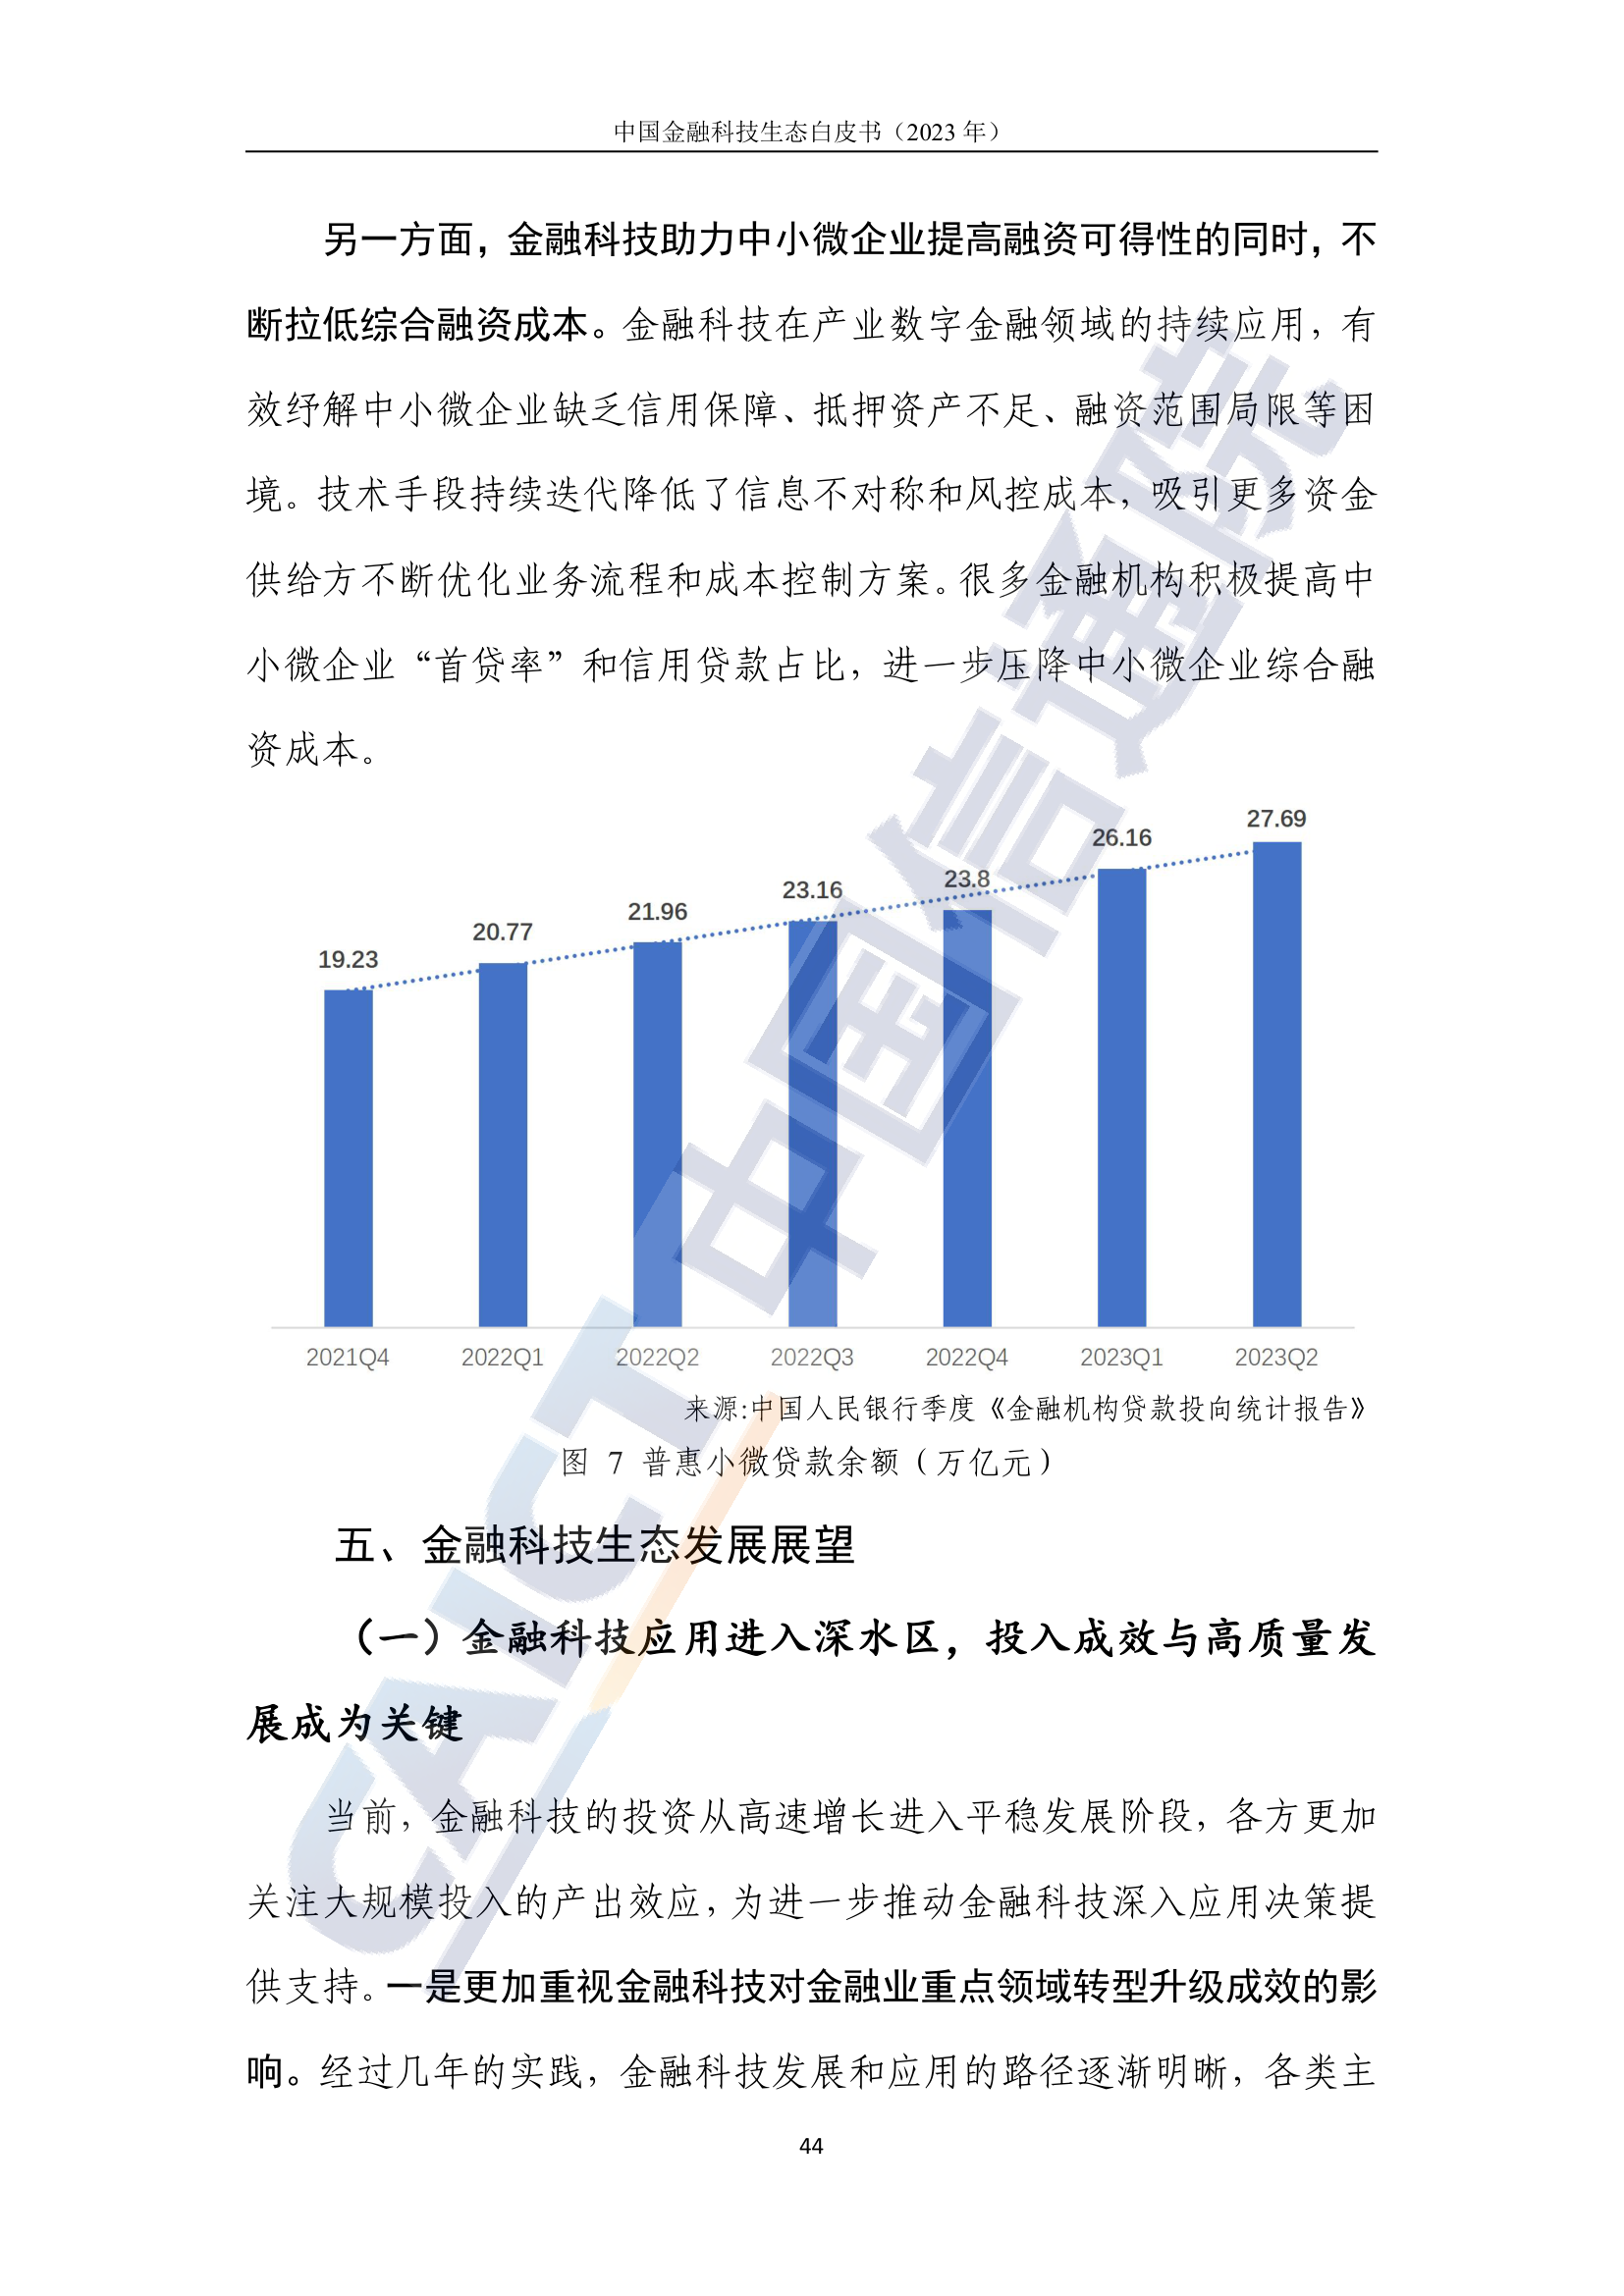 中国金融科技生态白皮书（2023 年）
另一方面，金融科技助力中小微企业提高融资可得性的同时，不
断拉低综合融资成本。金融科技在产业数字金融领域的持续应用，有
效纾解中小微企业缺乏信用保障、抵押资产不足、融资范围局限等困
境。技术手段持续迭代降低了信息不对称和风控成本，吸引更多资金
供给方不断优化业务流程和成本控制方案。很多金融机构积极提高中
小微企业“首贷率”和信用贷款占比，进一步压降中小微企业综合融
资成本。
19.23
20.77
21.96
23.16
23.8
26.16
27.69
2021Q4 2022Q1 2022Q2 2022Q3 2022Q4 2023Q1 2023Q2
来源:中国人民银行季度《金融机构贷款投向统计报告》
图 7 普惠小微贷款余额（万亿元）
五、金融科技生态发展展望
（一）金融科技应用进入深水区，投入成效与高质量发
展成为关键
当前，金融科技的投资从高速增长进入平稳发展阶段，各方更加
关注大规模投入的产出效应，为进一步推动金融科技深入应用决策提
供支持。一是更加重视金融科技对金融业重点领域转型升级成效的影
响。经过几年的实践，金融科技发展和应用的路径逐渐明晰，各类主
44
CAICT 中国信通院